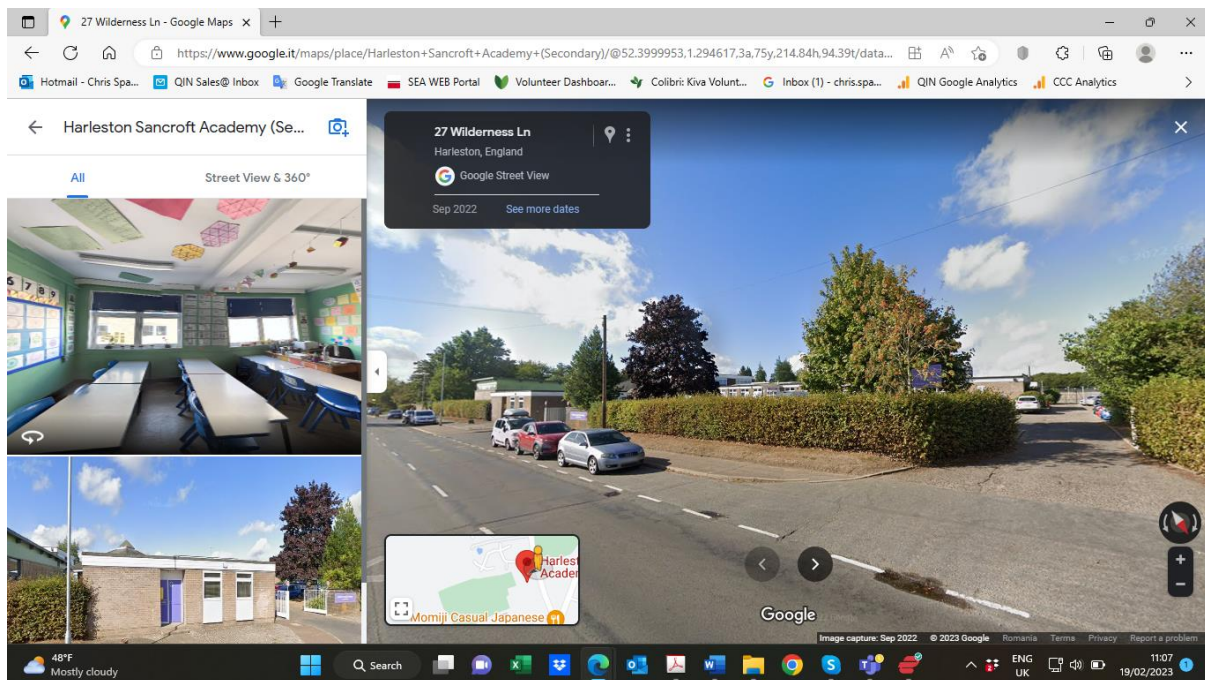 27 Wilderness Ln - Google Maps
https://www.google.it/maps/place/Harleston+Sancroft+Academy+(Secondary)/@52.3999953,1.294617,3a,75y,214.84h,94.39t/data...
Hotmail - Chris Spa... QIN Sales@ Inbox Google Translate SEA WEB Portal Volunteer Dashboar... Colibri: Kiva Volunt... Inbox (1) - chris.spa... QIN Google Analytics CCC Analytics
Harleston Sancroft Academy (Se...
All Street View & 360°
27 Wilderness Ln
Harleston, England
Google Street View
Sep 2022 See more dates
6 7 8 9
Harlest
Acader
Momiji Casual Japanese
Google
Image capture: Sep 2022 © 2023 Google Romania Terms Privacy Report a problem
48°F
Mostly cloudy
Search
ENG
UK
11:07
19/02/2023
1